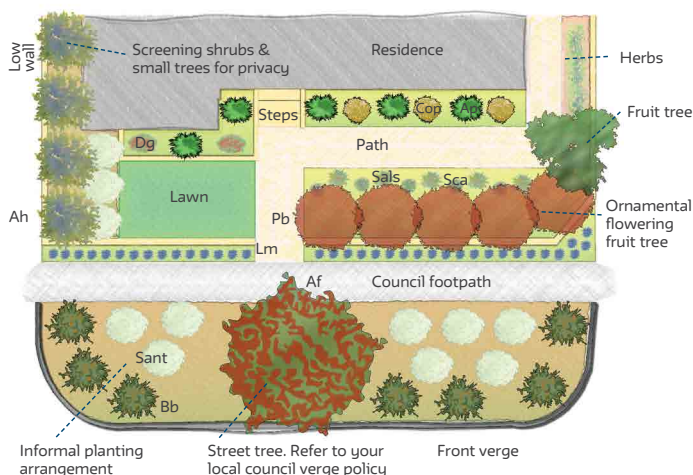 Low
wall
Screening shrubs &
small trees for privacy
Residence
Herbs
Fruit tree
Steps
Cop
Ap
Dg
Path
Lawn
Sals
Sca
Ah
Pb
Ornamental
flowering
fruit tree
Lm
Af
Council footpath
Sant
Bb
Informal planting
arrangement
Street tree. Refer to your
local council verge policy
Front verge